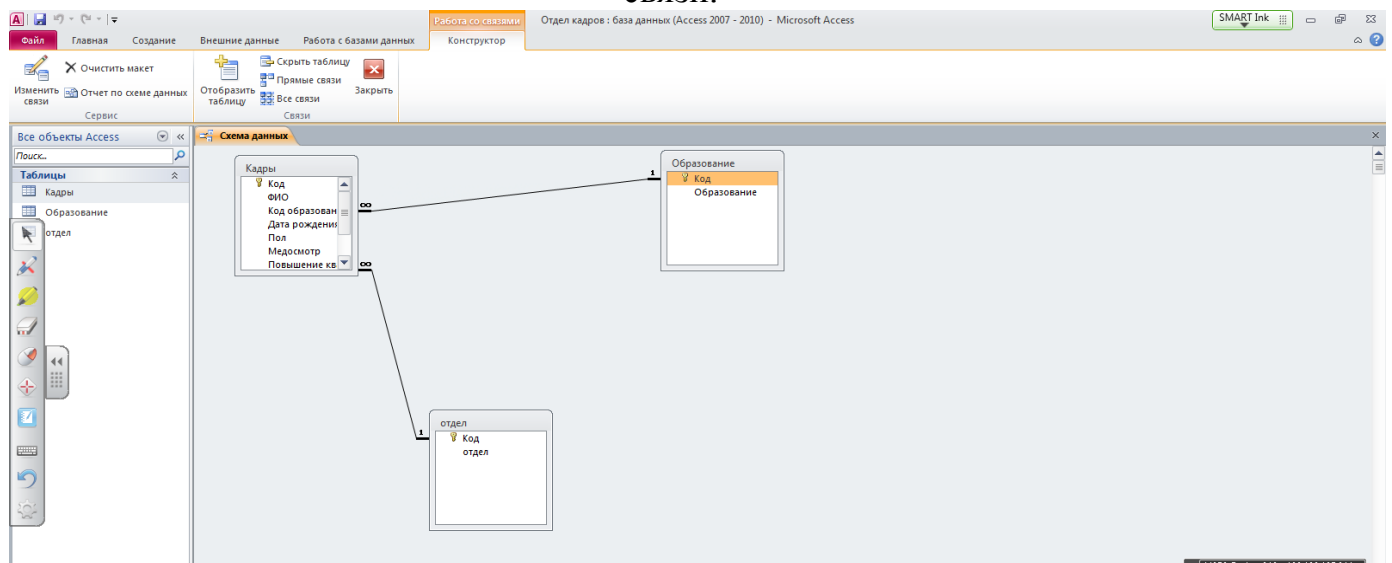 связи.
Работа со связями
Отдел кадров : база данных (Access 2007 - 2010) - Microsoft Access
SMART Ink
Файл Главная Создание Внешние данные Работа с базами данных Конструктор
Изменить связи
Очистить макет
Отчет по схеме данных
Сервис
Отобразить таблицу
Скрыть таблицу
Прямые связи
Все связи
Закрыть
Связи
Все объекты Access
Поиск...
Таблицы
Кадры
Образование
отдел
Схема данных
Кадры
Код
ФИО
Код образован
Дата рождения
Пол
Медосмотр
Повышение кв
∞
∞
1
Образование
Код
Образование
1
отдел
Код
отдел